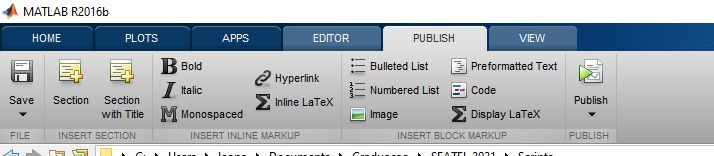 MATLAB R2016b
HOME PLOTS APPS EDITOR PUBLISH VIEW
Save
Section
Section with Title
Bold
Italic
Monospaced
Hyperlink
Inline LaTeX
Bulleted List
Numbered List
Image
Preformatted Text
Code
Display LaTeX
Publish
FILE INSERT SECTION INSERT INLINE MARKUP INSERT BLOCK MARKUP PUBLISH